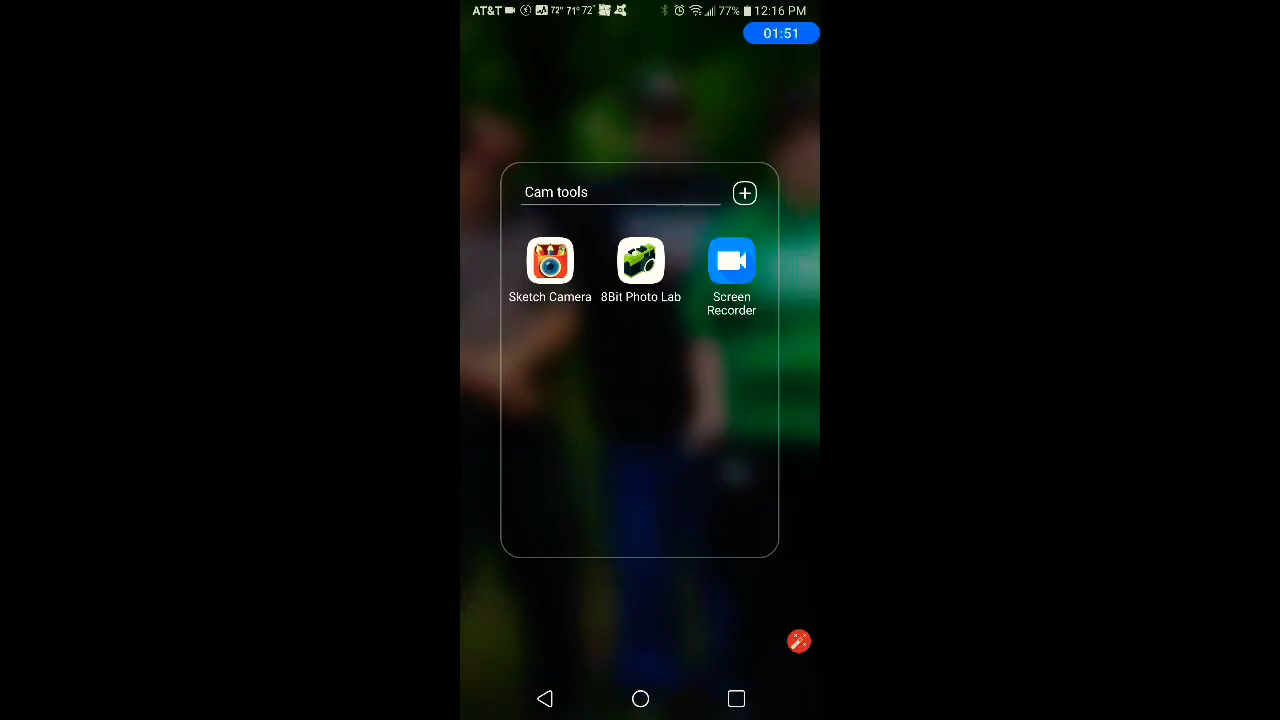 AT&T 72° 71° 72° 77% 12:16 PM
01:51
Cam tools
Sketch Camera 8Bit Photo Lab Screen
Recorder